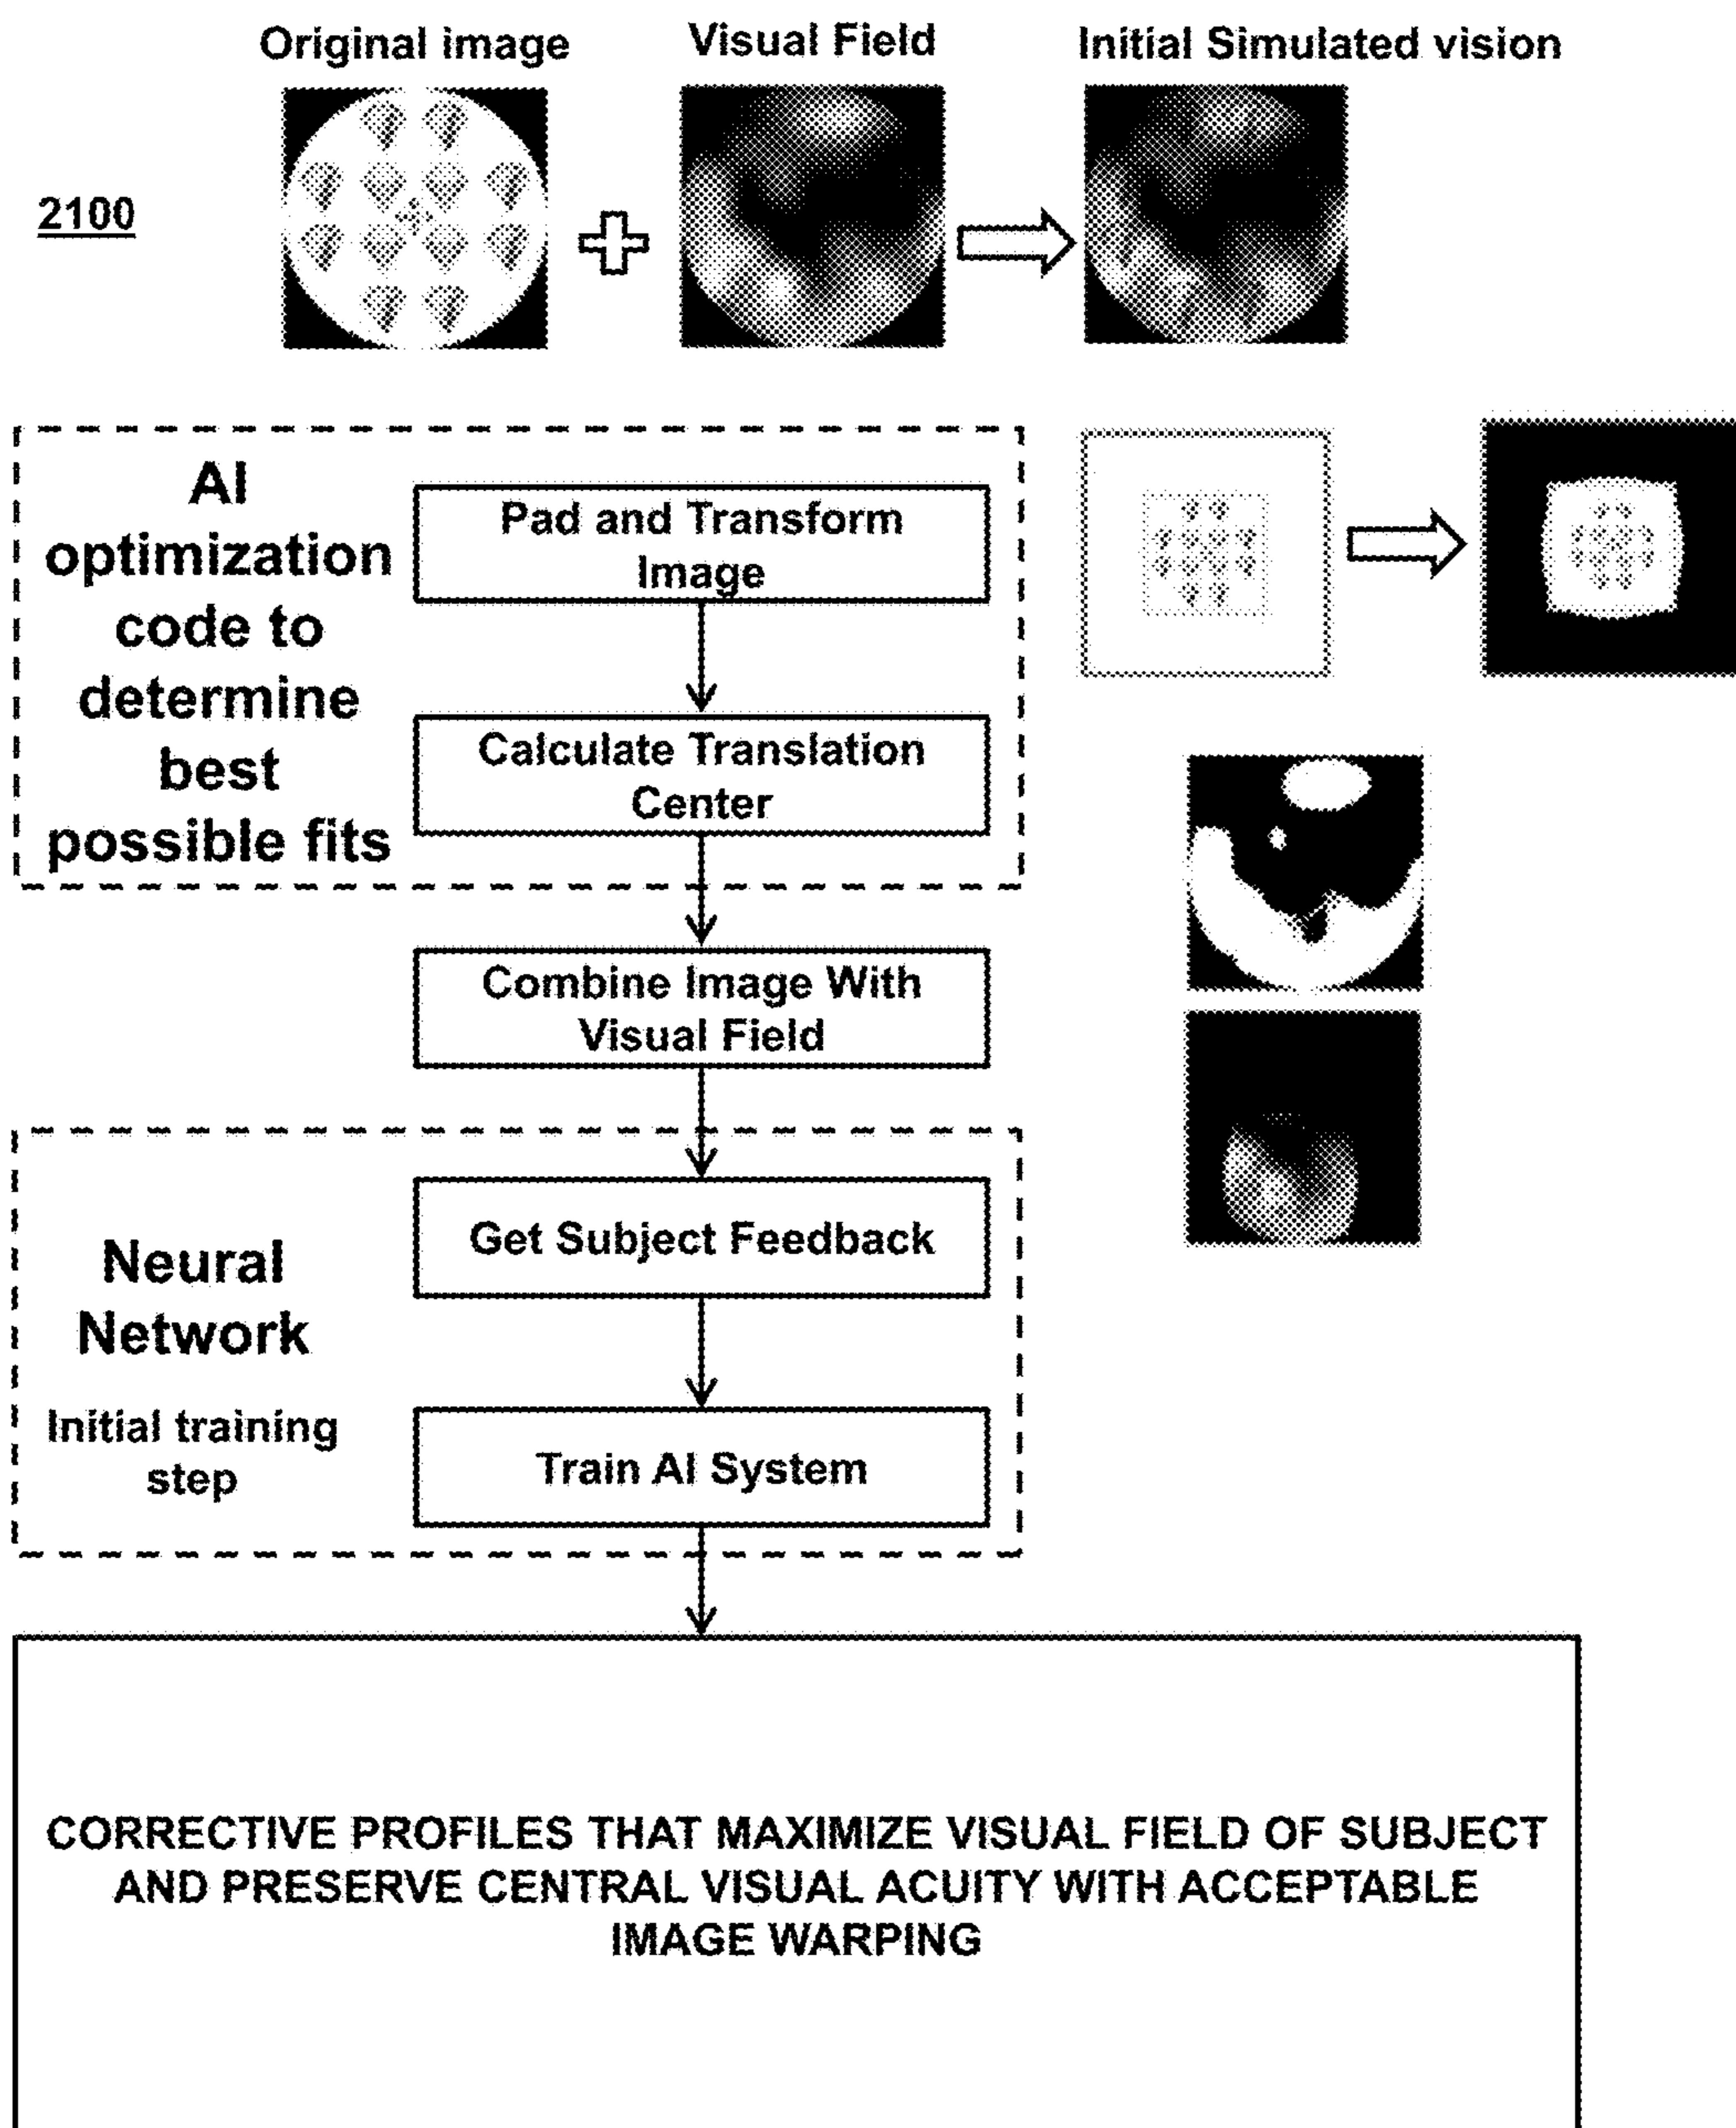 Original image
Visual Field
Initial Simulated vision
2100
AI
optimization
code to
determine
best
possible fits
Pad and Transform
Image
Calculate Translation
Center
Combine Image With
Visual Field
Neural
Network
Initial training
step
Get Subject Feedback
Train AI System
CORRECTIVE PROFILES THAT MAXIMIZE VISUAL FIELD OF SUBJECT
AND PRESERVE CENTRAL VISUAL ACUITY WITH ACCEPTABLE
IMAGE WARPING